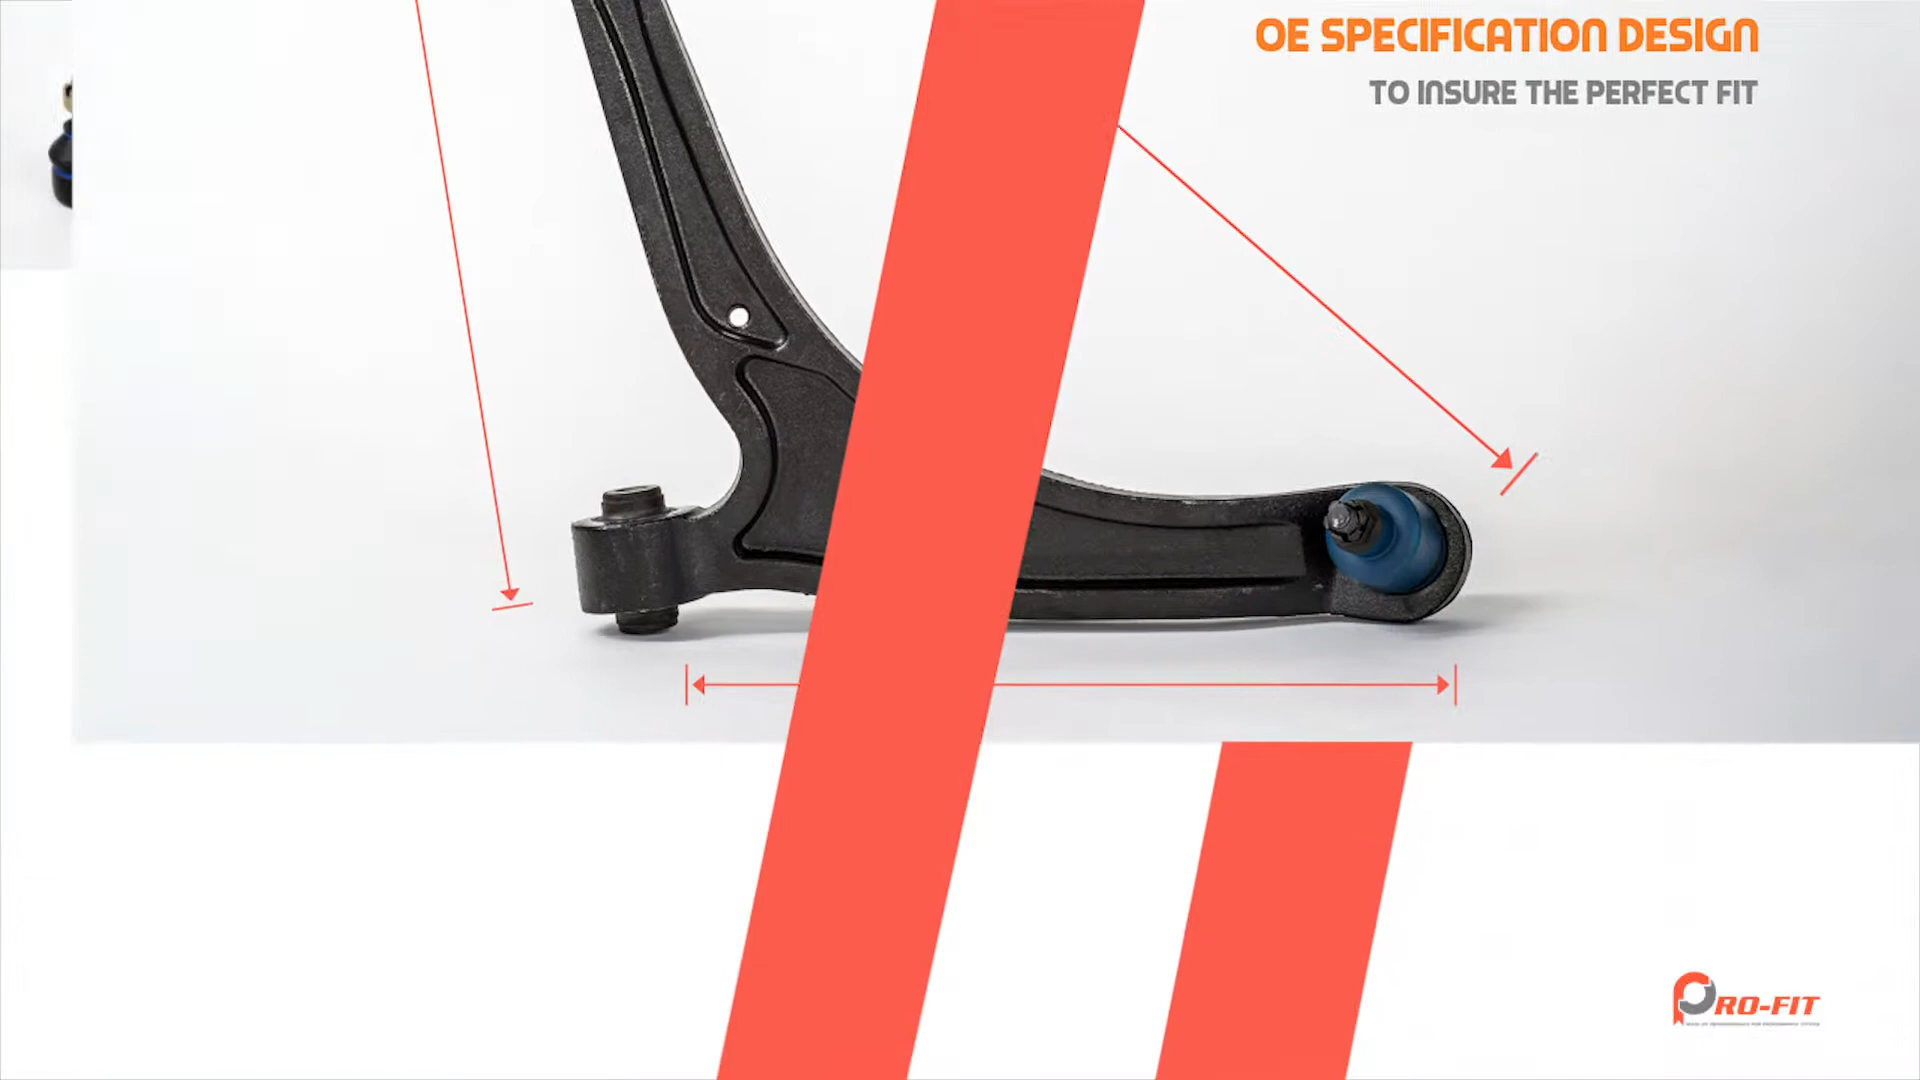 OE SPECIFICATION DESIGN
TO INSURE THE PERFECT FIT
PRO-FIT